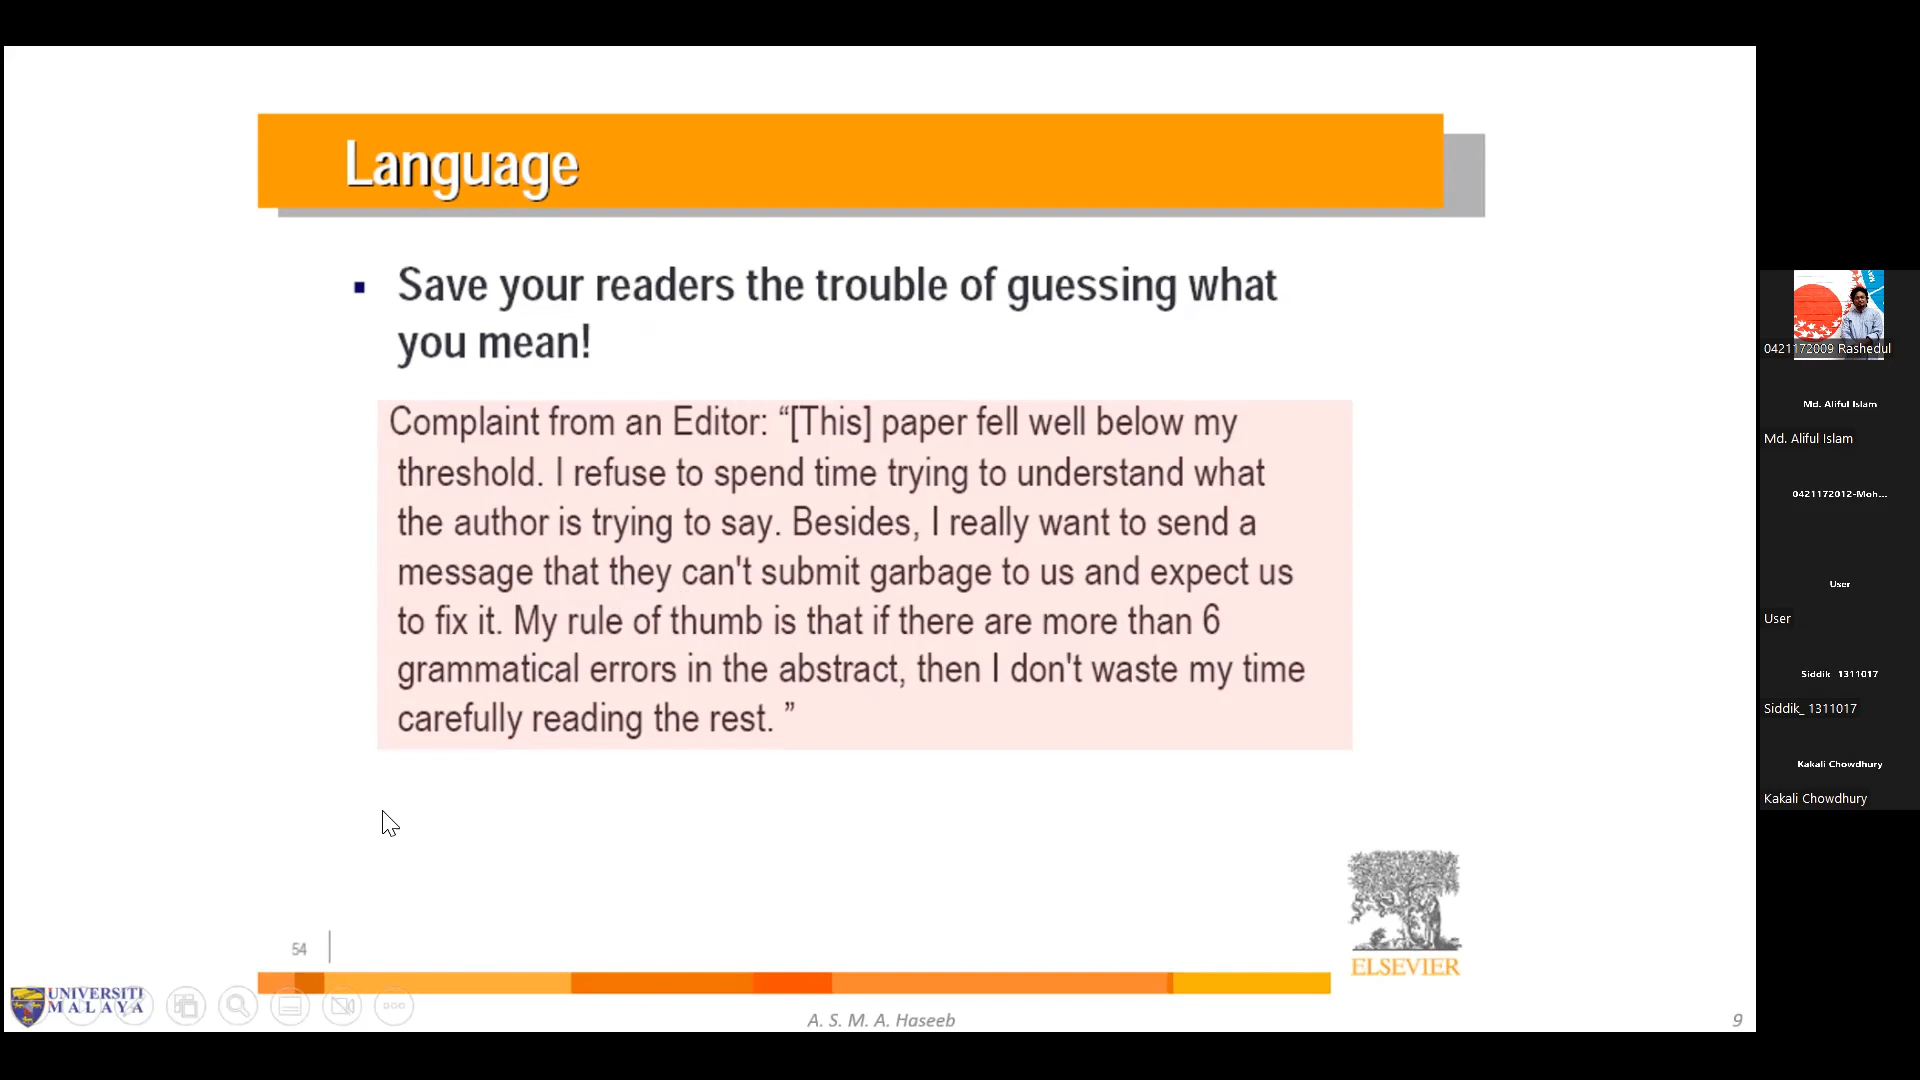 Language
▪ Save your readers the trouble of guessing what
you mean!
Complaint from an Editor: “[This] paper fell well below my
threshold. I refuse to spend time trying to understand what
the author is trying to say. Besides, I really want to send a
message that they can't submit garbage to us and expect us
to fix it. My rule of thumb is that if there are more than 6
grammatical errors in the abstract, then I don't waste my time
carefully reading the rest. ”
54
ELSEVIER
UNIVERSITI
MALAYA
A. S. M. A. Haseeb
9
0421172009 Rashedul
Md. Aliful Islam
Md. Aliful Islam
0421172012-Moh...
User
User
Siddik_ 1311017
Siddik_ 1311017
Kakali Chowdhury
Kakali Chowdhury